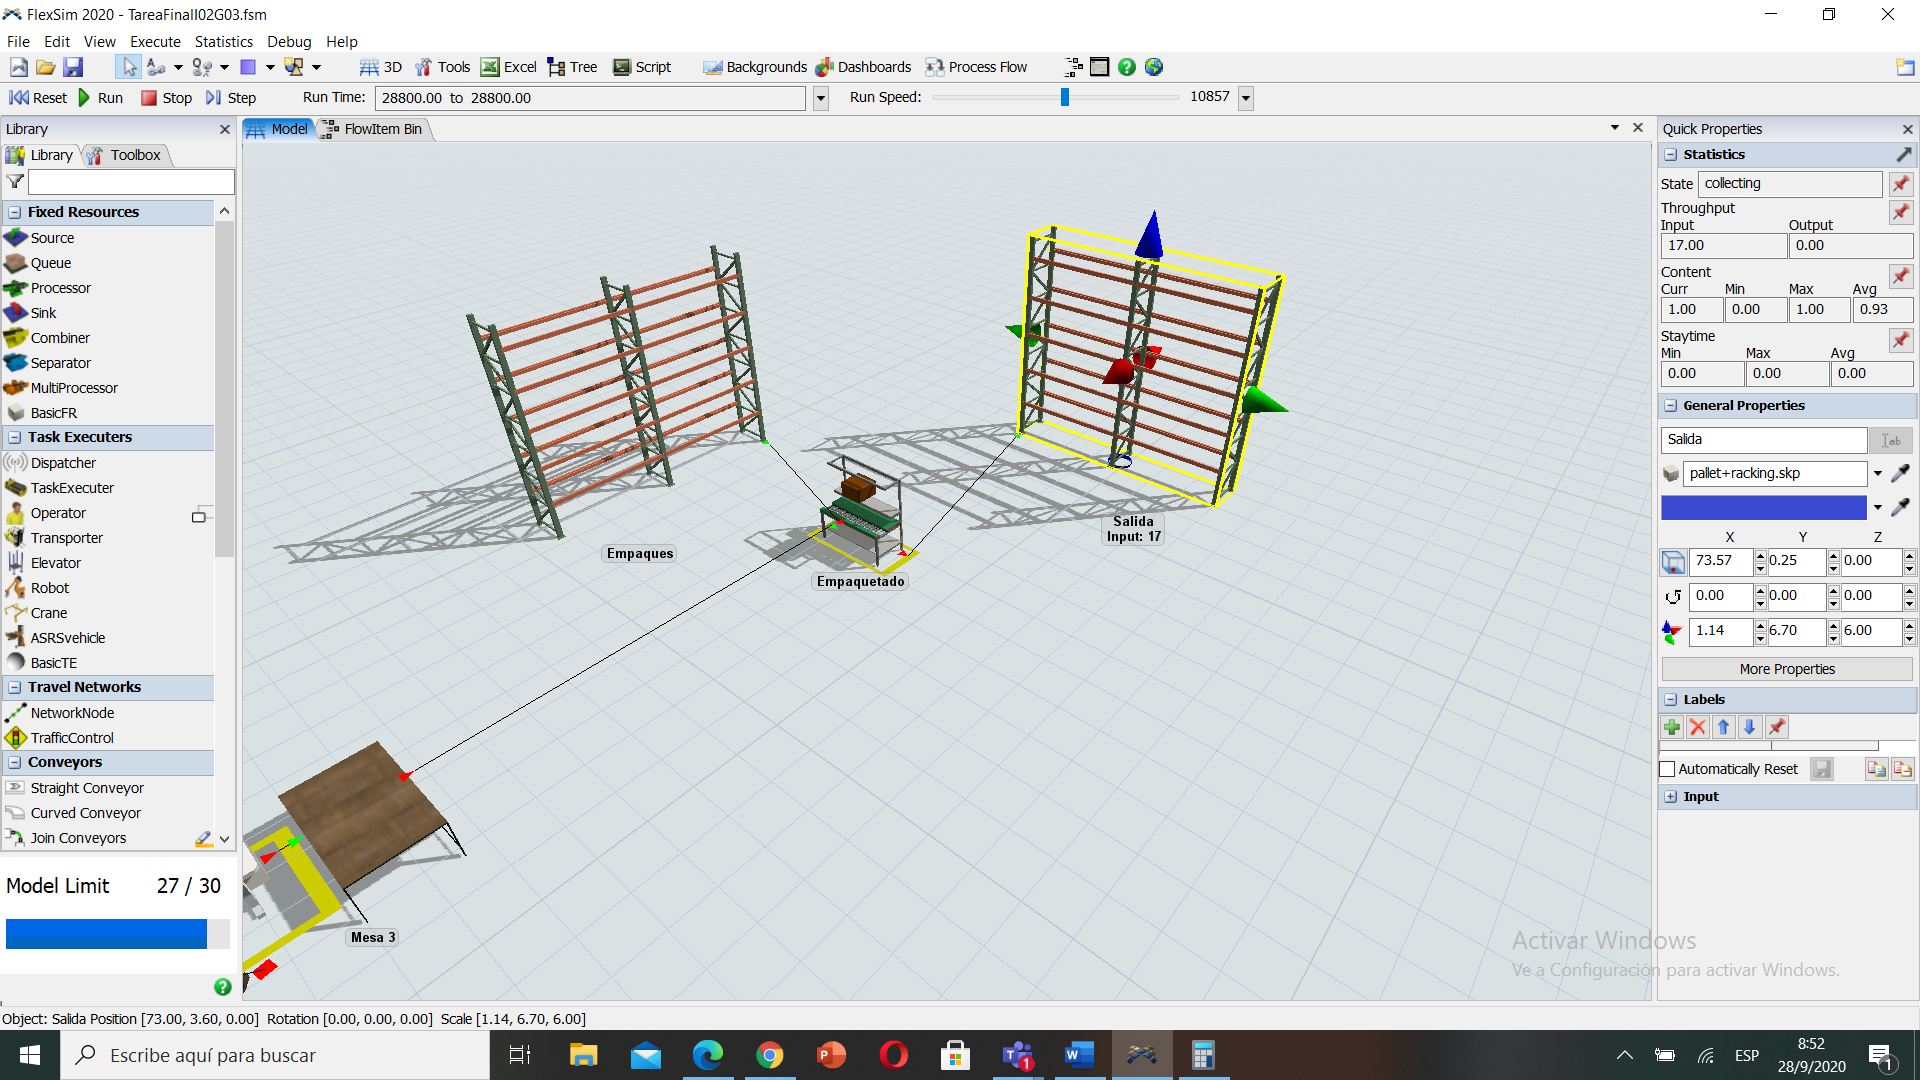 FlexSim 2020 - TareaFinalI02G03.fsm
File Edit View Execute Statistics Debug Help
3D Tools Excel Tree Script Backgrounds Dashboards Process Flow
Reset Run Stop Step Run Time: 28800.00 to 28800.00 Run Speed: 10857
Library
Library Toolbox
Fixed Resources
Source
Queue
Processor
Sink
Combiner
Separator
MultiProcessor
BasicFR
Task Executers
Dispatcher
TaskExecuter
Operator
Transporter
Elevator
Robot
Crane
ASRSvehicle
BasicTE
Travel Networks
NetworkNode
TrafficControl
Conveyors
Straight Conveyor
Curved Conveyor
Join Conveyors
Model Limit 27 / 30
Model FlowItem Bin
Empaques
Empaquetado
Salida
Input: 17
Mesa 3
Quick Properties
Statistics
State collecting
Throughput
Input Output
17.00 0.00
Content
Curr Min Max Avg
1.00 0.00 1.00 0.93
Staytime
Min Max Avg
0.00 0.00 0.00
General Properties
Salida
pallet+racking.skp
X Y Z
73.57 0.25 0.00
0.00 0.00 0.00
1.14 6.70 6.00
More Properties
Labels
Automatically Reset
Input
Activar Windows
Ve a Configuración para activar Windows.
Object: Salida Position [73.00, 3.60, 0.00] Rotation [0.00, 0.00, 0.00] Scale [1.14, 6.70, 6.00]
Escribe aquí para buscar
ESP
8:52
28/9/2020
1
1